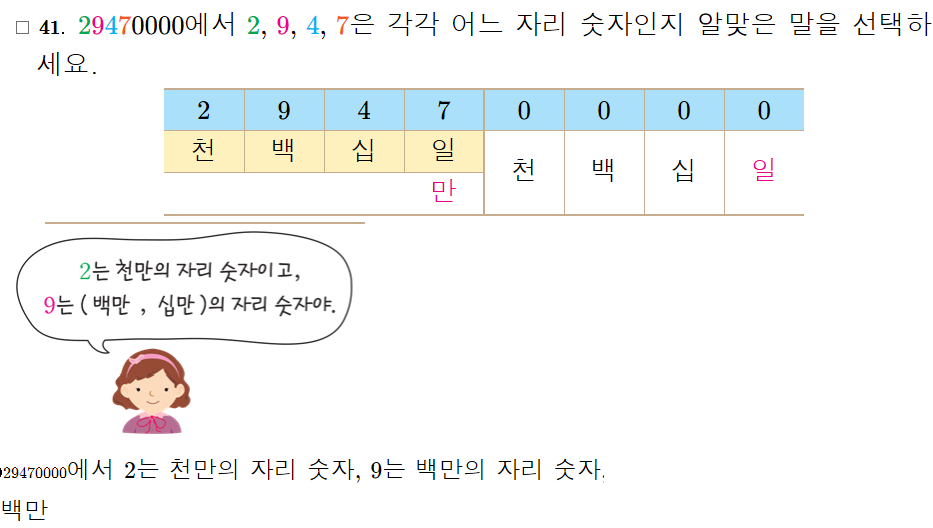 □ 41. 29470000에서 2, 9, 4, 7은 각각 어느 자리 숫자인지 알맞은 말을 선택하
세요.
2 9 4 7 0 0 0 0
천 백 십 일 천 백 십 일
만
2는 천만의 자리 숫자이고,
9는 ( 백만 , 십만 )의 자리 숫자야.
29470000에서 2는 천만의 자리 숫자, 9는 백만의 자리 숫자,
백만